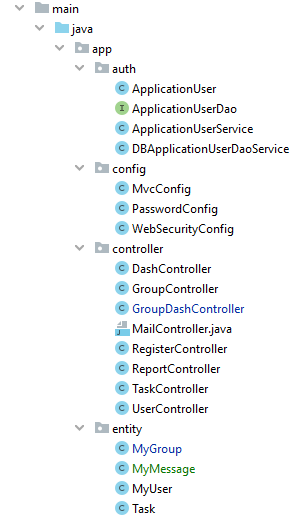 main
java
app
auth
ApplicationUser
ApplicationUserDao
ApplicationUserService
DBApplicationUserDaoService
config
MvcConfig
PasswordConfig
WebSecurityConfig
controller
DashController
GroupController
GroupDashController
MailController.java
RegisterController
ReportController
TaskController
UserController
entity
MyGroup
MyMessage
MyUser
Task